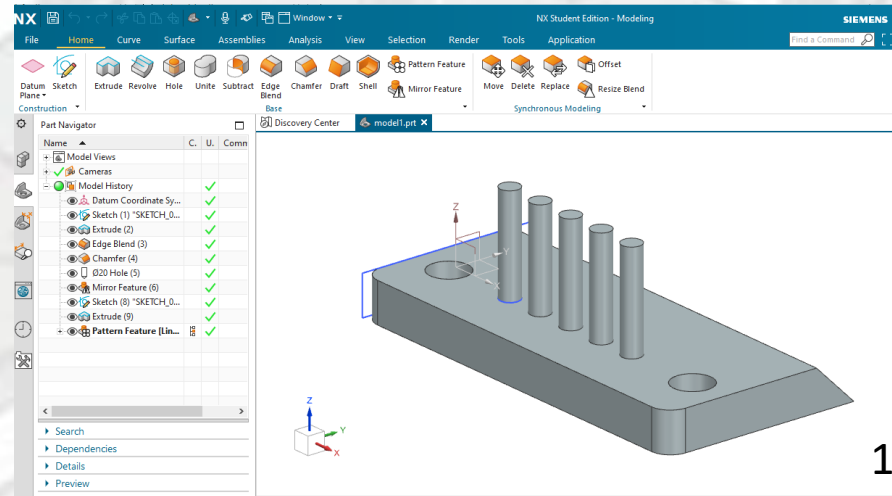 NX Window NX Student Edition - Modeling SIEMENS
File Home Curve Surface Assemblies Analysis View Selection Render Tools Application Find a Command
Datum Plane Sketch Extrude Revolve Hole Unite Subtract Edge Blend Chamfer Draft Shell Pattern Feature Mirror Feature Move Delete Replace Offset Resize Blend
Construction Base Synchronous Modeling
Part Navigator Discovery Center model1.prt
Name C. U. Comn
Model Views
Cameras
Model History
Datum Coordinate Sy...
Sketch (1) "SKETCH_0...
Extrude (2)
Edge Blend (3)
Chamfer (4)
Ø20 Hole (5)
Mirror Feature (6)
Sketch (8) "SKETCH_0...
Extrude (9)
Pattern Feature [Lin...
Search
Dependencies
Details
Preview
Z
Y
X
Z
Y
X
1